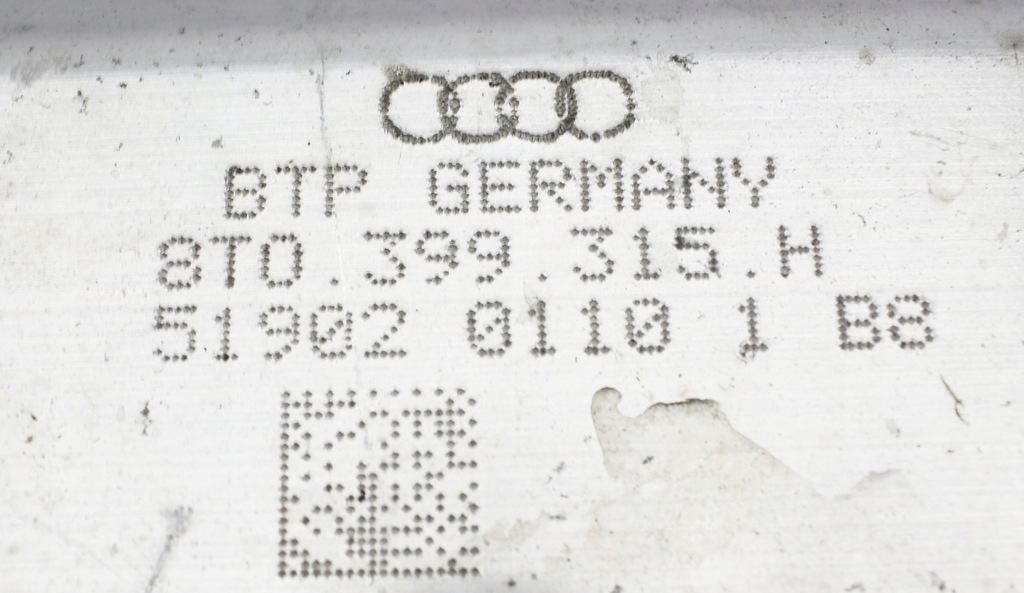 BTP GERMANY
8T0.399.315.H
51902 0110 1 B8